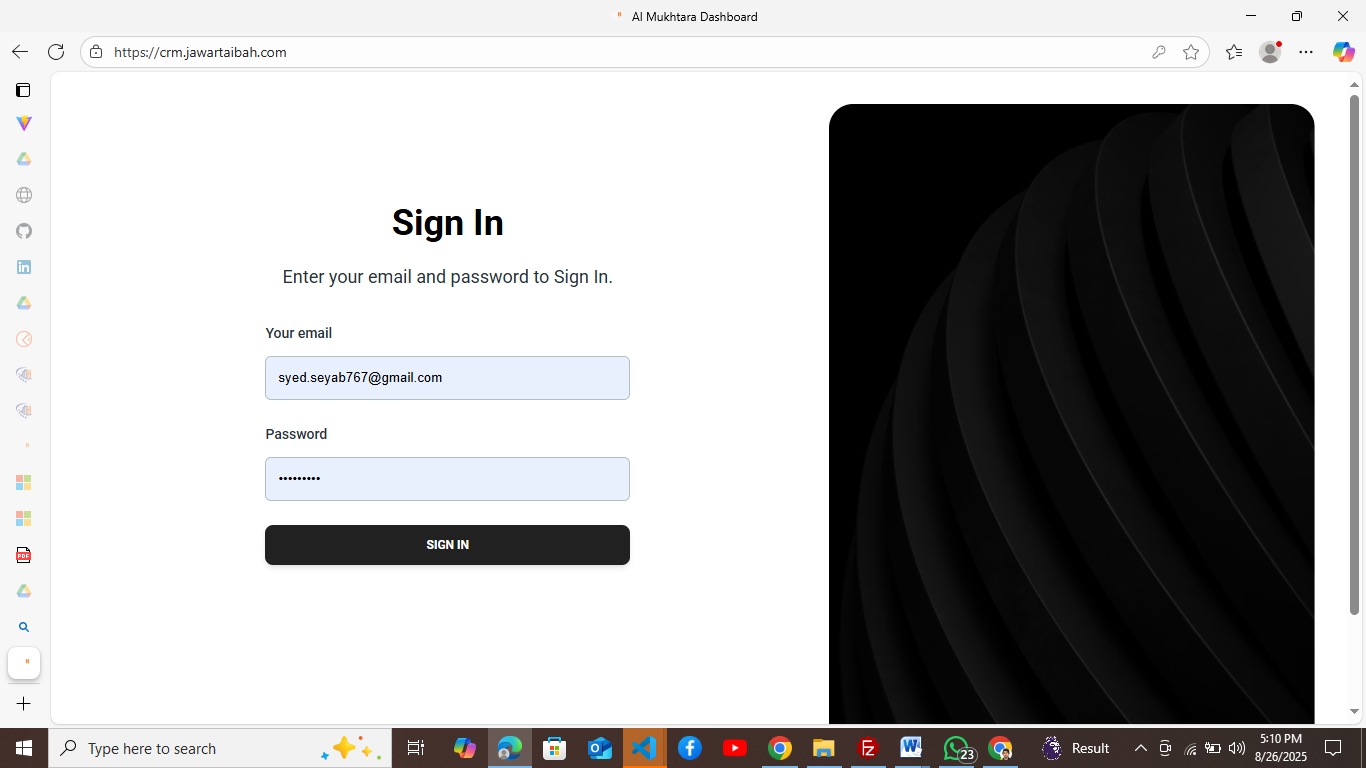 Al Mukhtara Dashboard
https://crm.jawartaibah.com
Sign In
Enter your email and password to Sign In.
Your email
syed.seyab767@gmail.com
Password
•••••••••
SIGN IN
PDF
Type here to search
23
Result
5:10 PM
8/26/2025